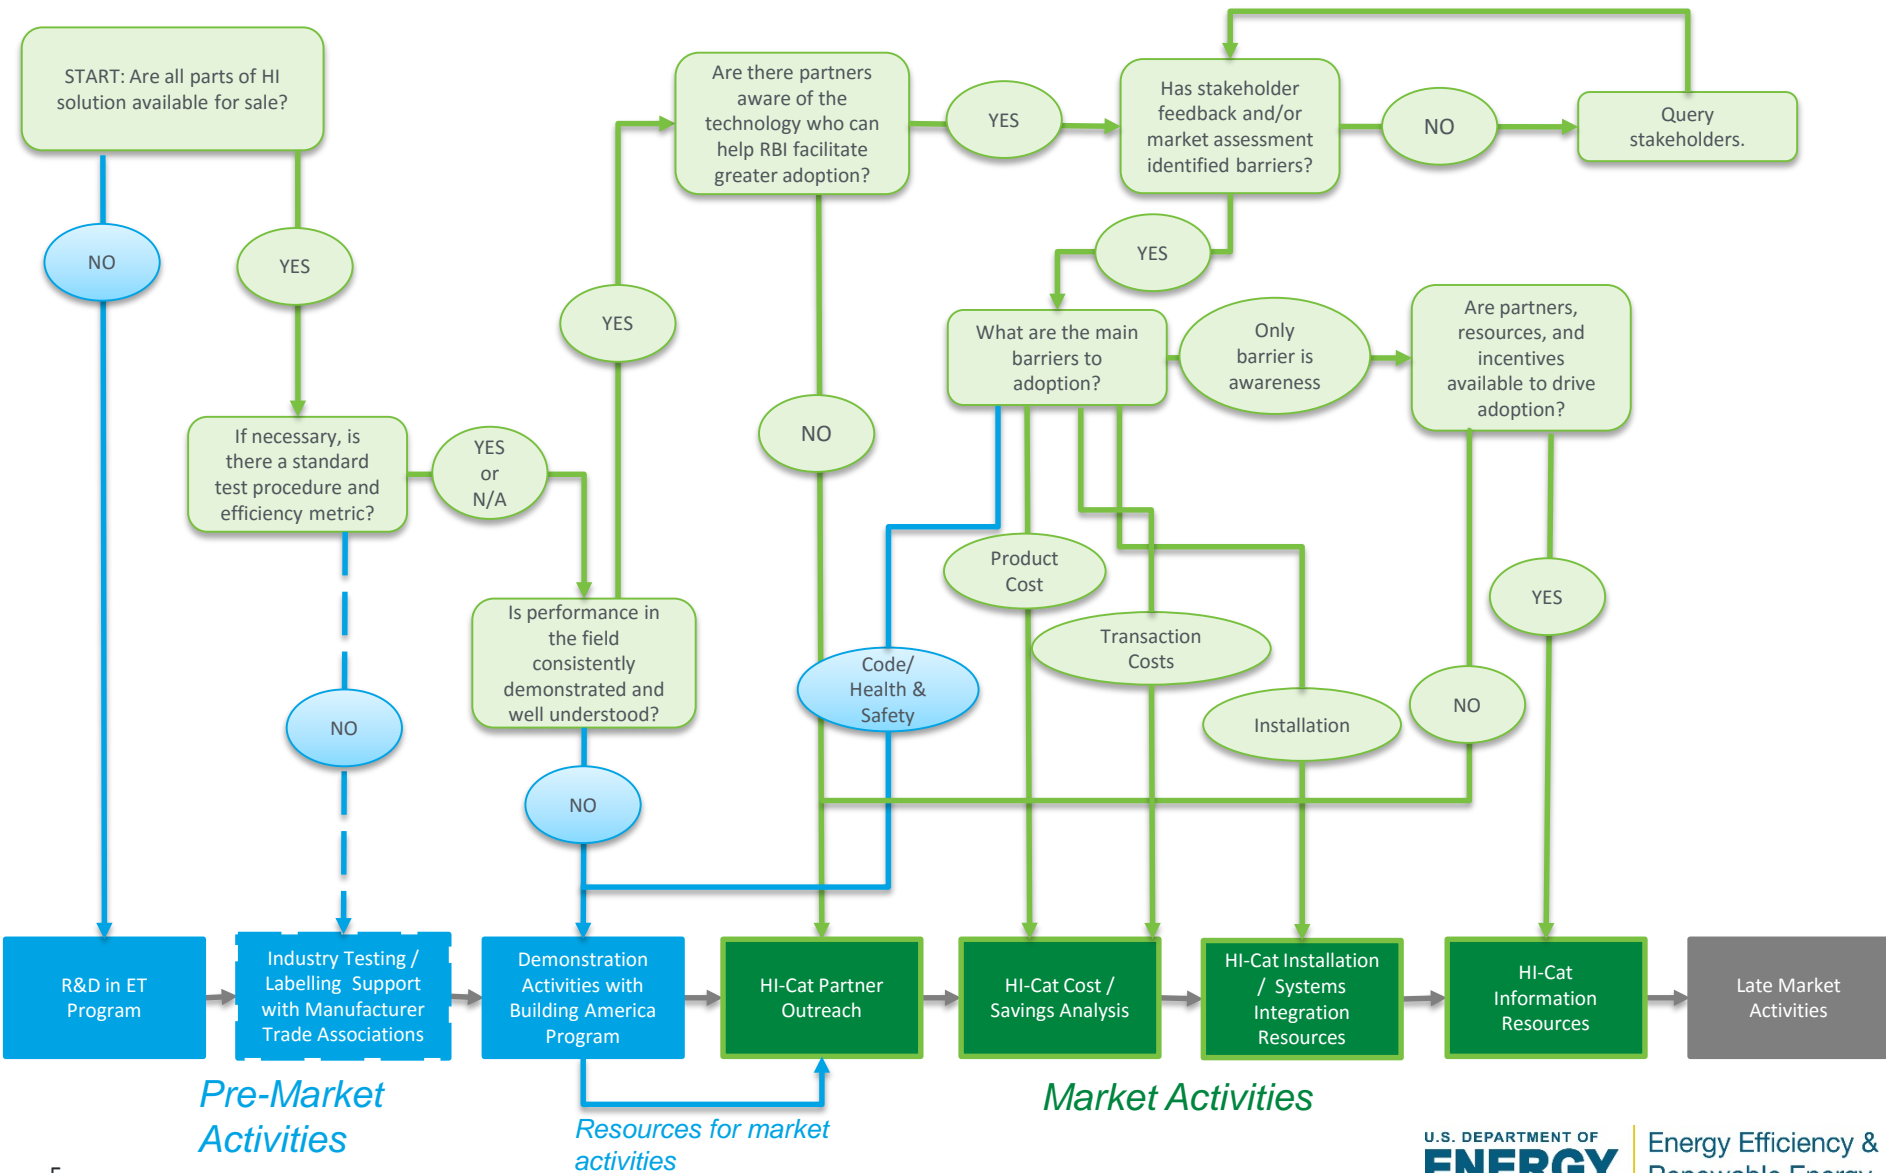 START: Are all parts of HI
solution available for sale?
NO
YES
If necessary, is
there a standard
test procedure and
efficiency metric?
YES
or
N/A
NO
Is performance in
the field
consistently
demonstrated and
well understood?
YES
NO
Are there partners
aware of the
technology who can
help RBI facilitate
greater adoption?
YES
NO
Has stakeholder
feedback and/or
market assessment
identified barriers?
NO
Query
stakeholders.
YES
What are the main
barriers to
adoption?
Only
barrier is
awareness
Are partners,
resources, and
incentives
available to drive
adoption?
Code/
Health &
Safety
Product
Cost
Transaction
Costs
Installation
NO
YES
R&D in ET
Program
Industry Testing /
Labelling Support
with Manufacturer
Trade Associations
Demonstration
Activities with
Building America
Program
HI-Cat Partner
Outreach
HI-Cat Cost /
Savings Analysis
HI-Cat Installation
/ Systems
Integration
Resources
HI-Cat
Information
Resources
Late Market
Activities
Pre-Market
Activities
Resources for market
activities
Market Activities
5
U.S. DEPARTMENT OF
ENERGY
Energy Efficiency &
Renewable Energy